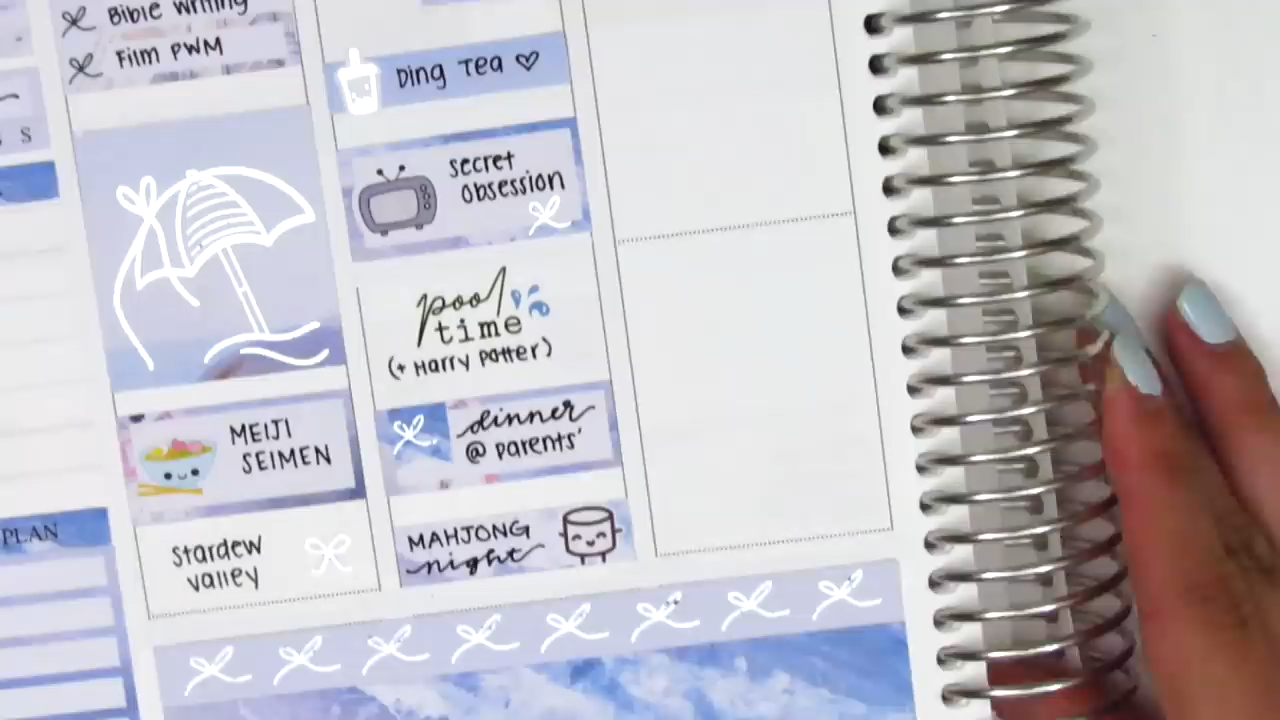 Bible Writing
Film PWM
S S
PLAN
MEIJI
SEIMEN
Stardew
Valley
Ding Tea ♡
secret
obsession
pool
time
(+ Harry Potter)
dinner
@ parents'
MAHJONG
night